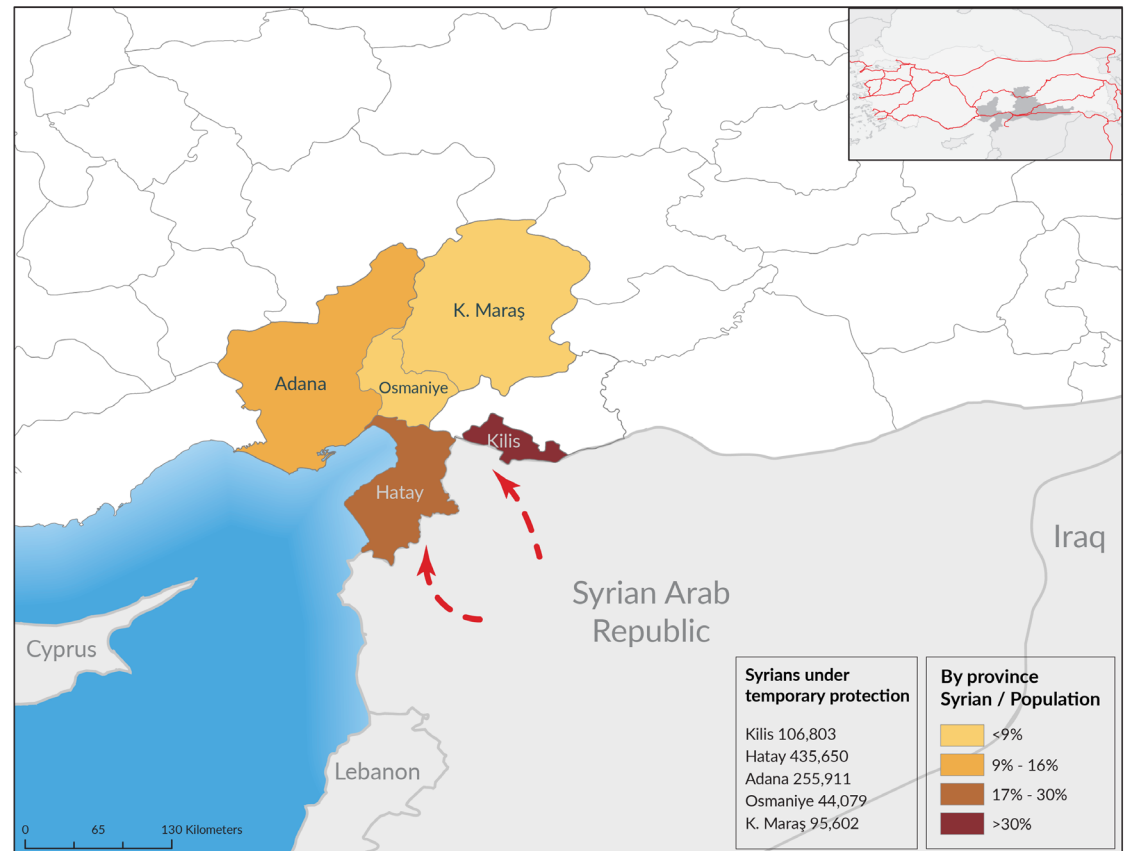 K. Maraş
Adana
Osmaniye
Kilis
Hatay
Iraq
Syrian Arab
Republic
Cyprus
Lebanon
0 65 130 Kilometers
Syrians under
temporary protection
Kilis 106,803
Hatay 435,650
Adana 255,911
Osmaniye 44,079
K. Maraş 95,602
By province
Syrian / Population
<9%
9% - 16%
17% - 30%
>30%